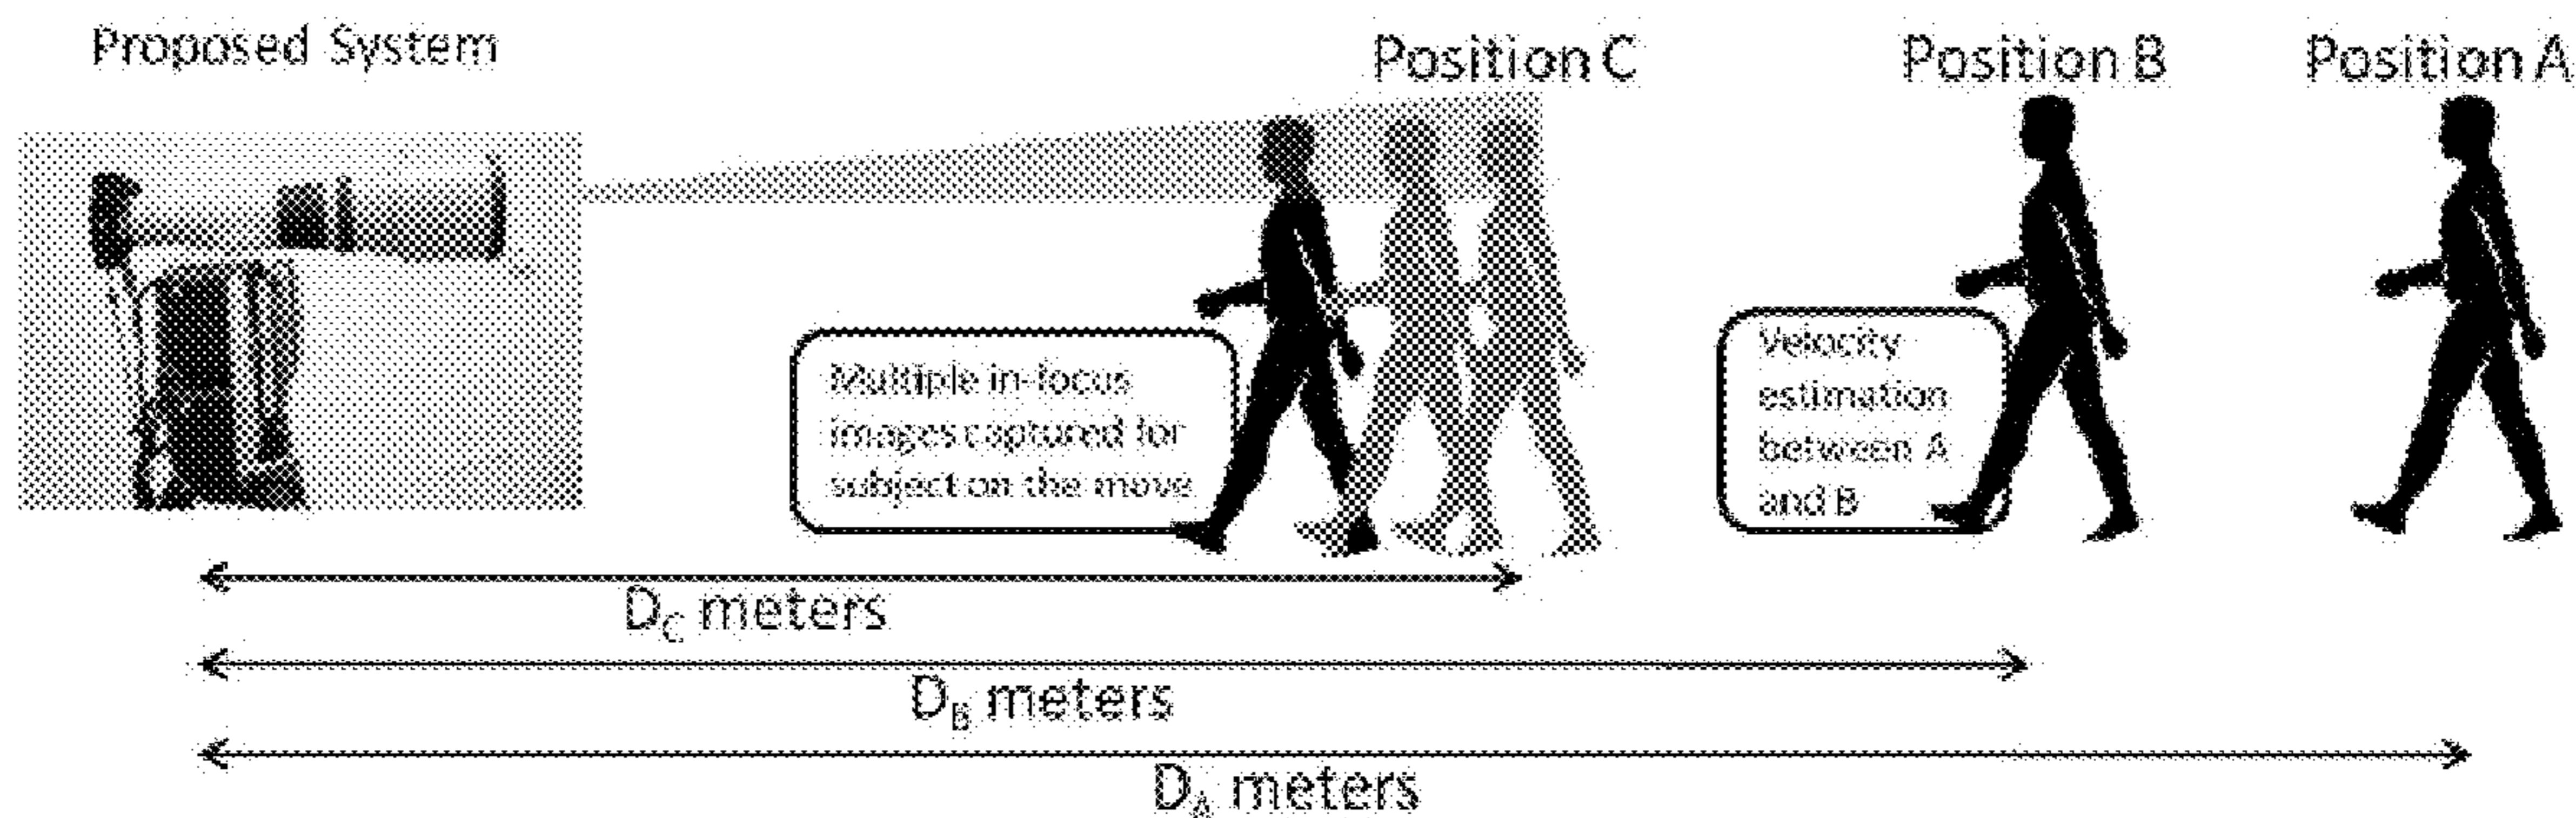 Proposed System
Position C
Position B
Position A
Multiple in-focus
images captured for
subject on the move
Velocity
estimation
between A
and B
D_C meters
D_B meters
D_A meters